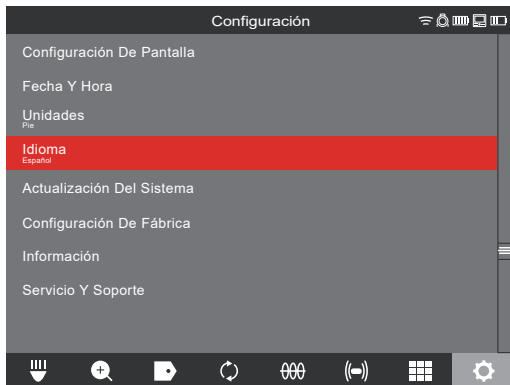 Configuración
Configuración De Pantalla
Fecha Y Hora
Unidades
Pie
Idioma
Español
Actualización Del Sistema
Configuración De Fábrica
Información
Servicio Y Soporte